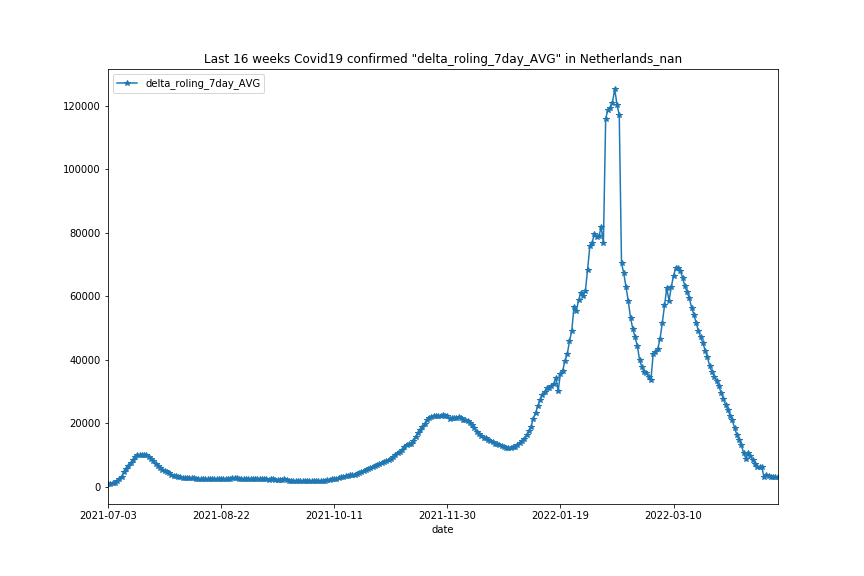 Last 16 weeks Covid19 confirmed "delta_roling_7day_AVG" in Netherlands_nan
delta_roling_7day_AVG
120000
100000
80000
60000
40000
20000
0
2021-07-03 2021-08-22 2021-10-11 2021-11-30 2022-01-19 2022-03-10
date